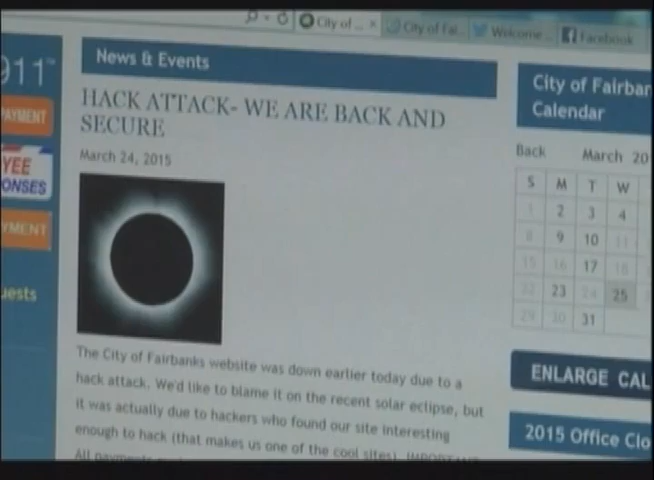 City of ...
City of Fai...
Welcome...
Facebook
911
PAYMENT
YEE
ONSES
YMENT
uests
News & Events
HACK ATTACK- WE ARE BACK AND
SECURE
March 24, 2015
The City of Fairbanks website was down earlier today due to a
hack attack. We'd like to blame it on the recent solar eclipse, but
it was actually due to hackers who found our site interesting
enough to hack (that makes us one of the cool sites).
All payments
City of Fairban
Calendar
Back March 20
S M T W
1 2 3 4
8 9 10 11
15 16 17 18
22 23 24 25
29 30 31
ENLARGE CAL
2015 Office Clo